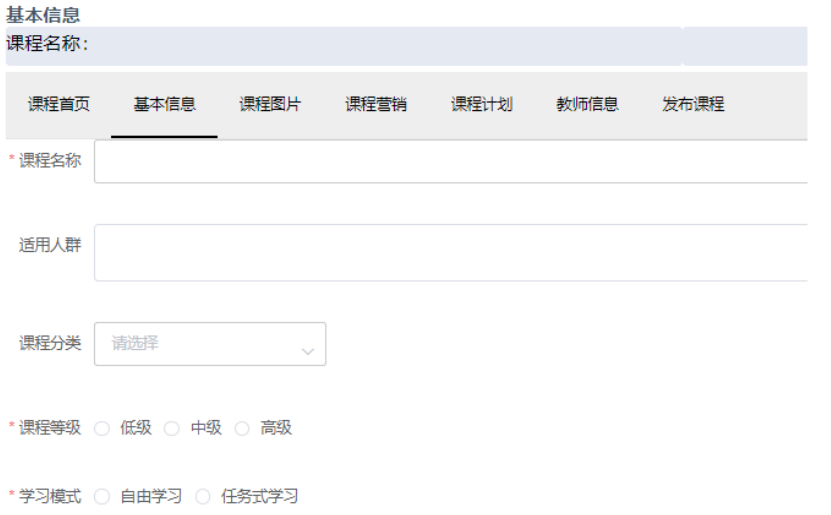 基本信息
课程名称：
课程首页 基本信息 课程图片 课程营销 课程计划 教师信息 发布课程
* 课程名称
适用人群
课程分类 请选择
* 课程等级 低级 中级 高级
* 学习模式 自由学习 任务式学习